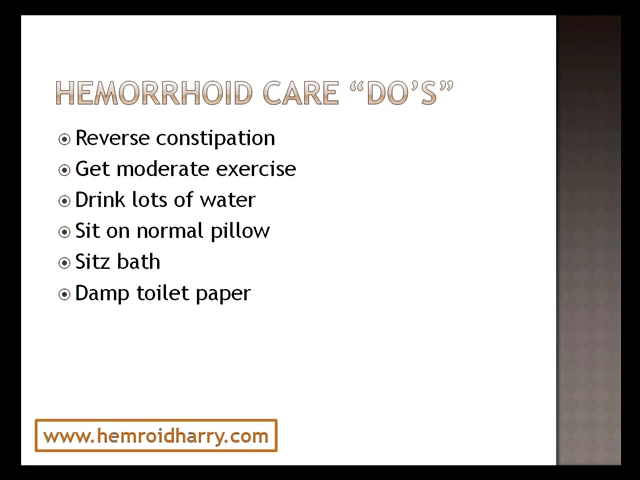 HEMORRHOID CARE “DO’S”
Reverse constipation
Get moderate exercise
Drink lots of water
Sit on normal pillow
Sitz bath
Damp toilet paper
www.hemroidharry.com